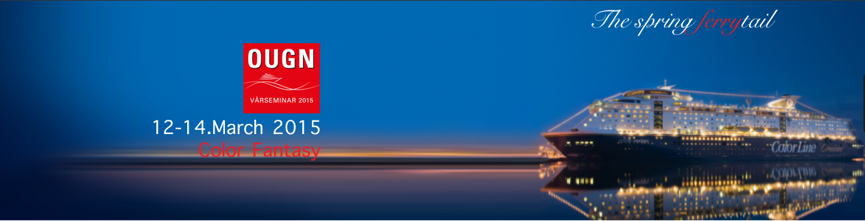 The spring ferrytail
OUGN
VÅRSEMINAR 2015
12-14.March 2015
Color Fantasy
Color Line